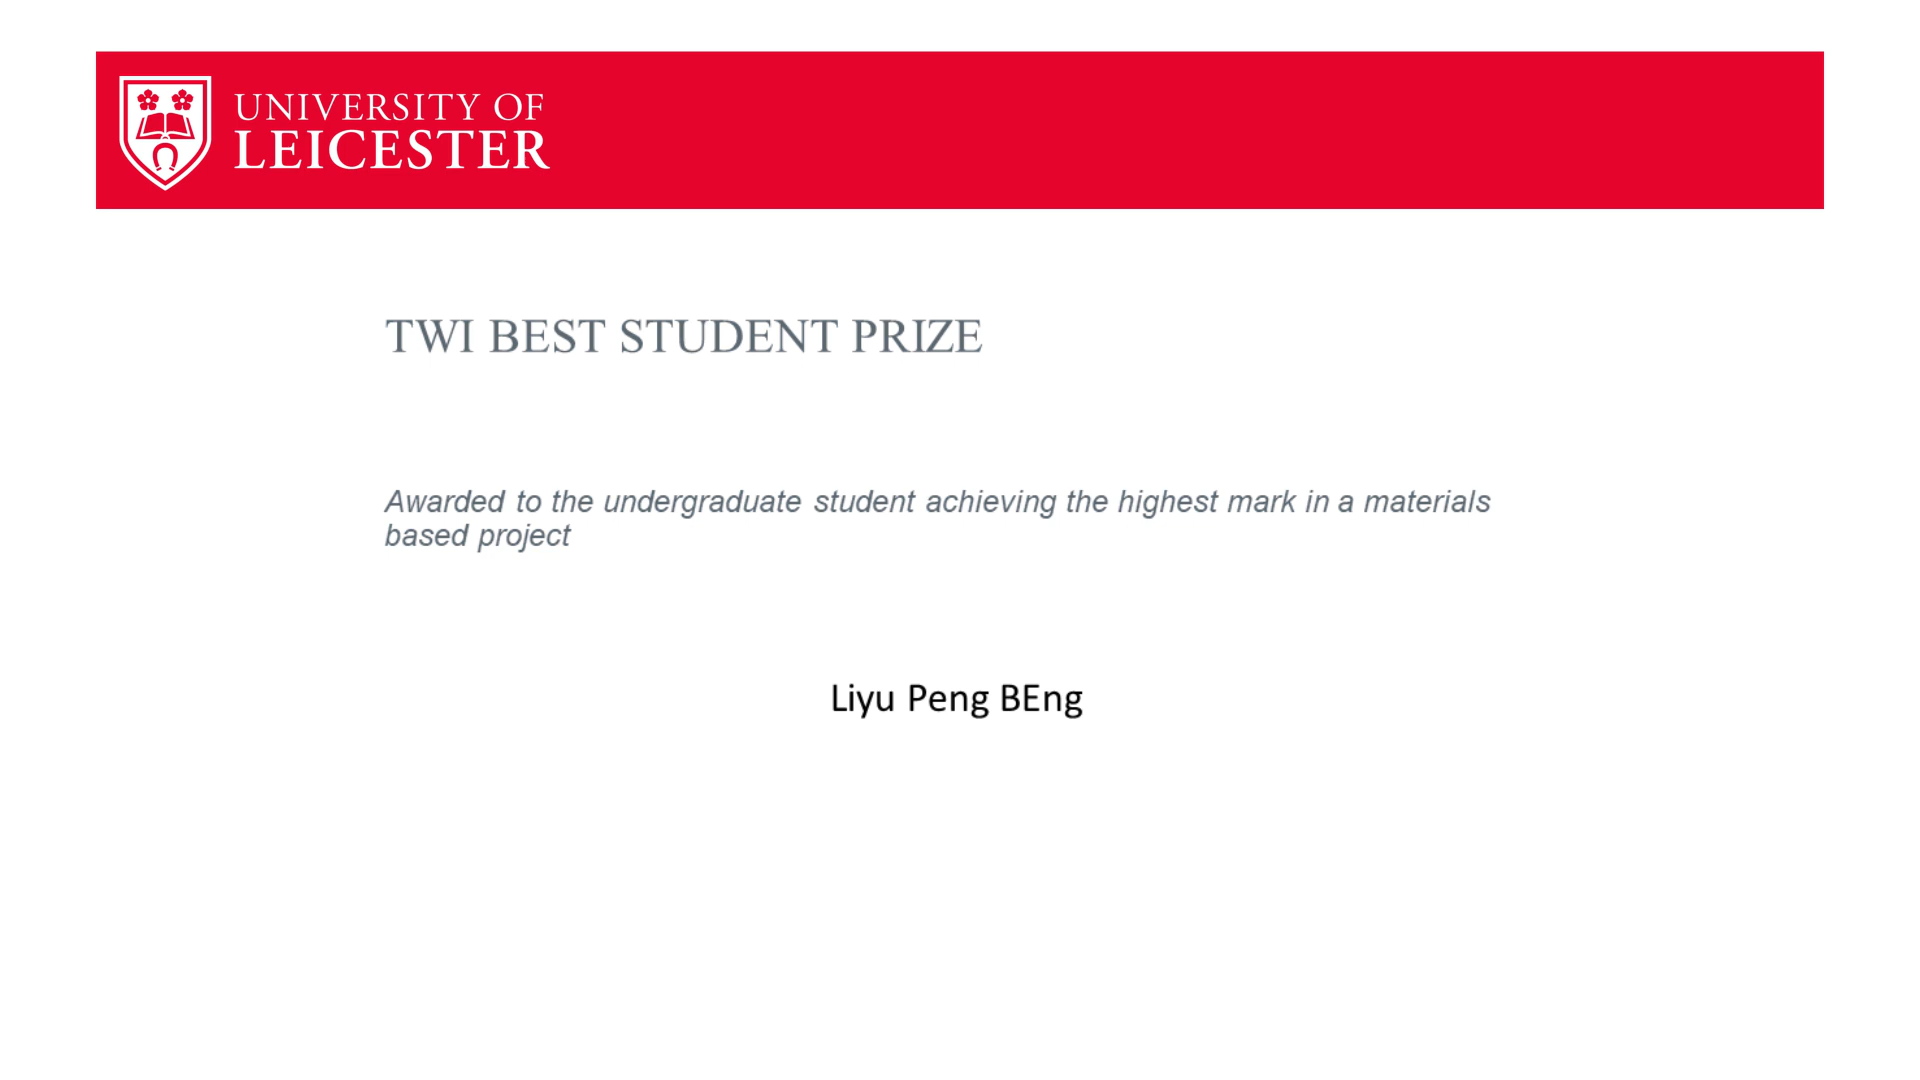 UNIVERSITY OF
LEICESTER
TWI BEST STUDENT PRIZE
Awarded to the undergraduate student achieving the highest mark in a materials
based project
Liyu Peng BEng